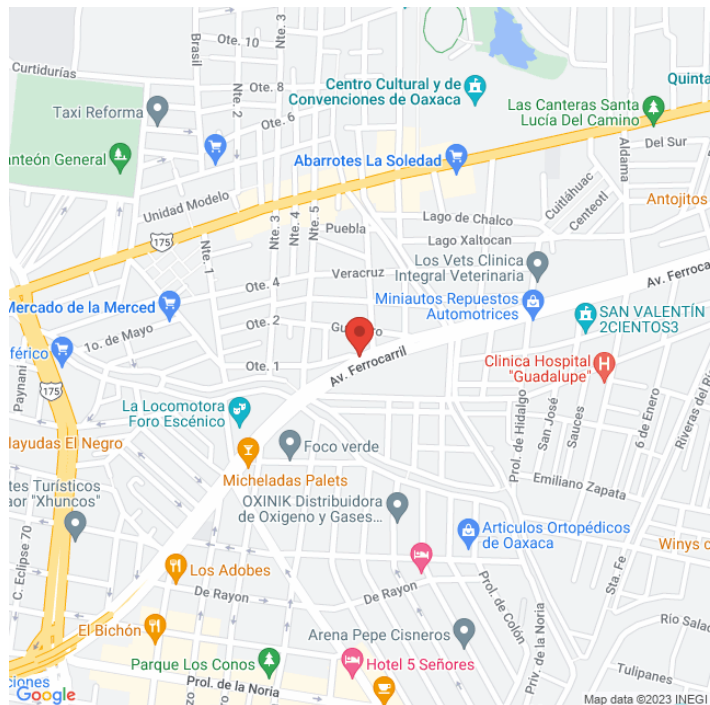 Ote. 10
Nte. 3
Brasil
Curtidurías
Nte. 2
Ote. 8
Centro Cultural y de
Convenciones de Oaxaca
Quinta
Taxi Reforma
Ote. 6
Las Canteras Santa
Lucía Del Camino
Del Sur
anteón General
Abarrotes La Soledad
Aldama
Unidad Modelo
Cuitláhuac
Centeotl
Antojitos
Lago de Chalco
Nte. 3
Nte. 4
Nte. 5
Puebla
175
Nte. 1
Lago Xaltocan
Los Vets Clinica
Integral Veterinaria
Av. Ferroca
Veracruz
Ote. 4
Mercado de la Merced
Miniautos Repuestos
Automotrices
SAN VALENTÍN
2CIENTOS3
Ote. 2
1o. de Mayo
férico
Ote. 1
Av. Ferrocarril
Clinica Hospital
"Guadalupe"
Paynani
175
La Locomotora
Foro Escénico
Prol. de Hidalgo
San José
Sauces
6 de Enero
Riveras del Rí
layudas El Negro
Foco verde
Micheladas Palets
Emiliano Zapata
tes Turísticos
aor "Xhuncos"
OXINIK Distribuidora
de Oxigeno y Gases...
Articulos Ortopédicos
de Oaxaca
Winys c
C. Eclipse 70
Los Adobes
Sta. Fe
De Rayon
De Rayon
Prol. de Colón
Río Salad
El Bichón
Arena Pepe Cisneros
Priv. de la Noria
Parque Los Conos
Hotel 5 Señores
Tulipanes
ciones
Prol. de la Noria
Google
Map data ©2023 INEGI